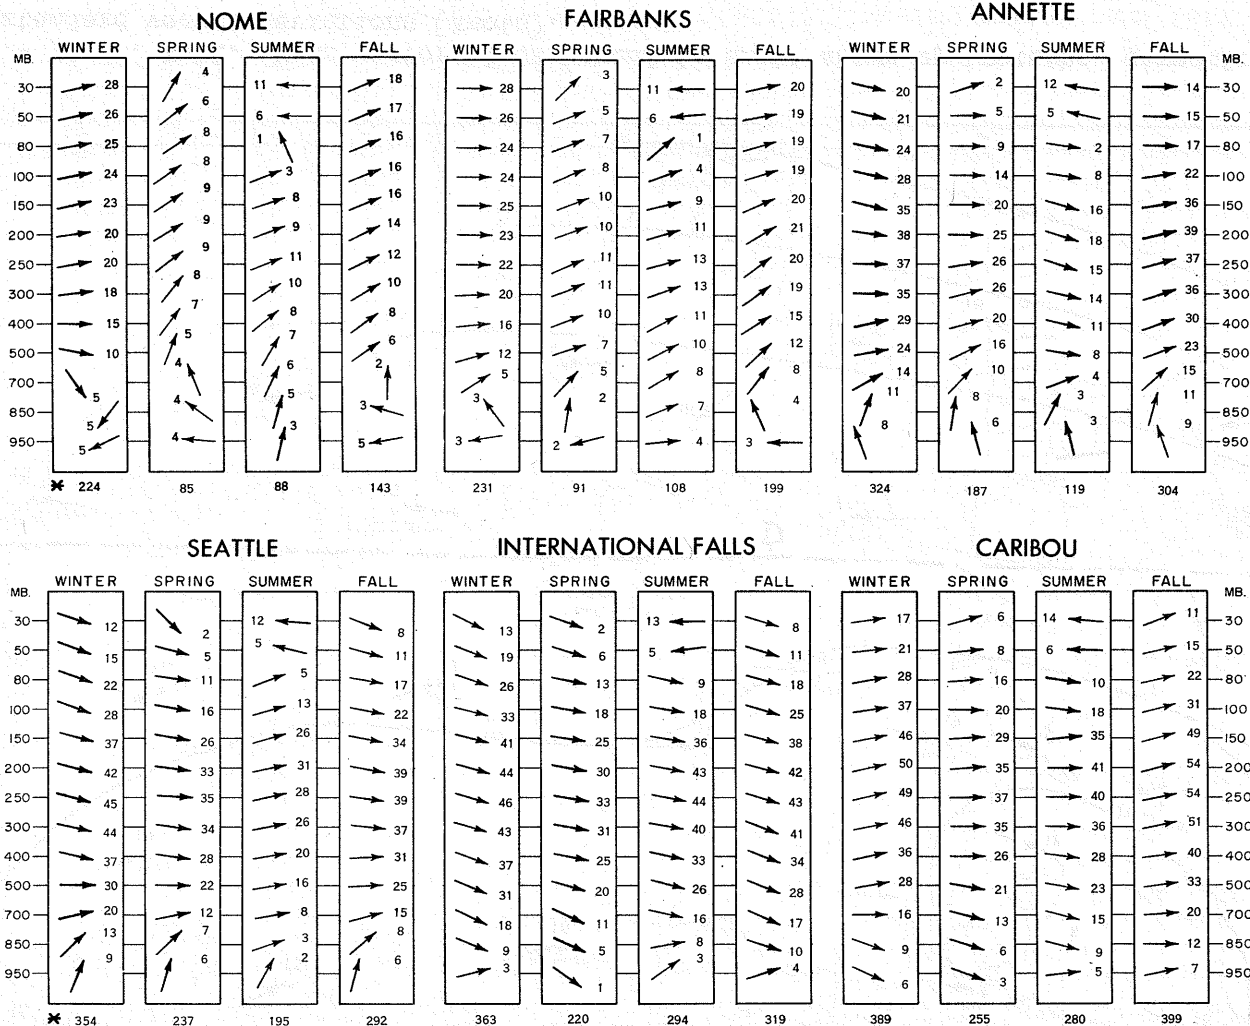 NOME FAIRBANKS ANNETTE
WINTER SPRING SUMMER FALL WINTER SPRING SUMMER FALL WINTER SPRING SUMMER FALL
MB. MB.
30 28 4 11 18 28 3 11 20 20 2 12 14 30
50 26 6 6 17 26 5 6 19 21 5 5 15 50
80 25 8 1 16 24 7 1 19 24 9 2 17 80
100 24 8 3 16 24 8 4 19 28 14 8 22 100
150 23 9 8 16 25 10 9 20 35 20 16 36 150
200 20 9 9 14 23 10 11 21 38 25 18 39 200
250 20 9 11 12 22 11 13 20 37 26 15 37 250
300 18 8 10 10 20 11 13 19 35 26 14 36 300
400 15 7 8 8 16 10 11 15 29 20 11 30 400
500 10 5 7 6 12 7 10 12 24 16 8 23 500
700 5 4 6 2 5 5 8 8 14 10 4 15 700
850 5 4 5 3 3 2 7 4 11 8 3 11 850
950 5 4 3 5 3 2 4 3 8 6 3 9 950
* 224 85 88 143 231 91 108 199 324 187 119 304
SEATTLE INTERNATIONAL FALLS CARIBOU
WINTER SPRING SUMMER FALL WINTER SPRING SUMMER FALL WINTER SPRING SUMMER FALL
MB. MB.
30 12 2 12 8 13 2 13 8 17 6 14 11 30
50 15 5 5 11 19 6 5 11 21 8 6 15 50
80 22 11 5 17 26 13 9 18 28 16 10 22 80
100 28 16 13 22 33 18 18 25 37 20 18 31 100
150 37 26 26 34 41 25 36 38 46 29 35 49 150
200 42 33 31 39 44 30 43 42 50 35 41 54 200
250 45 35 28 39 46 33 44 43 49 37 40 54 250
300 44 34 26 37 43 31 40 41 46 35 36 51 300
400 37 28 20 31 37 25 33 34 36 26 28 40 400
500 30 22 16 25 31 20 26 28 28 21 23 33 500
700 20 12 8 15 18 11 16 17 16 13 15 20 700
850 13 7 3 8 9 5 8 10 9 6 9 12 850
950 9 6 2 6 3 1 3 4 6 3 5 7 950
* 354 237 195 292 363 220 294 319 389 255 280 399